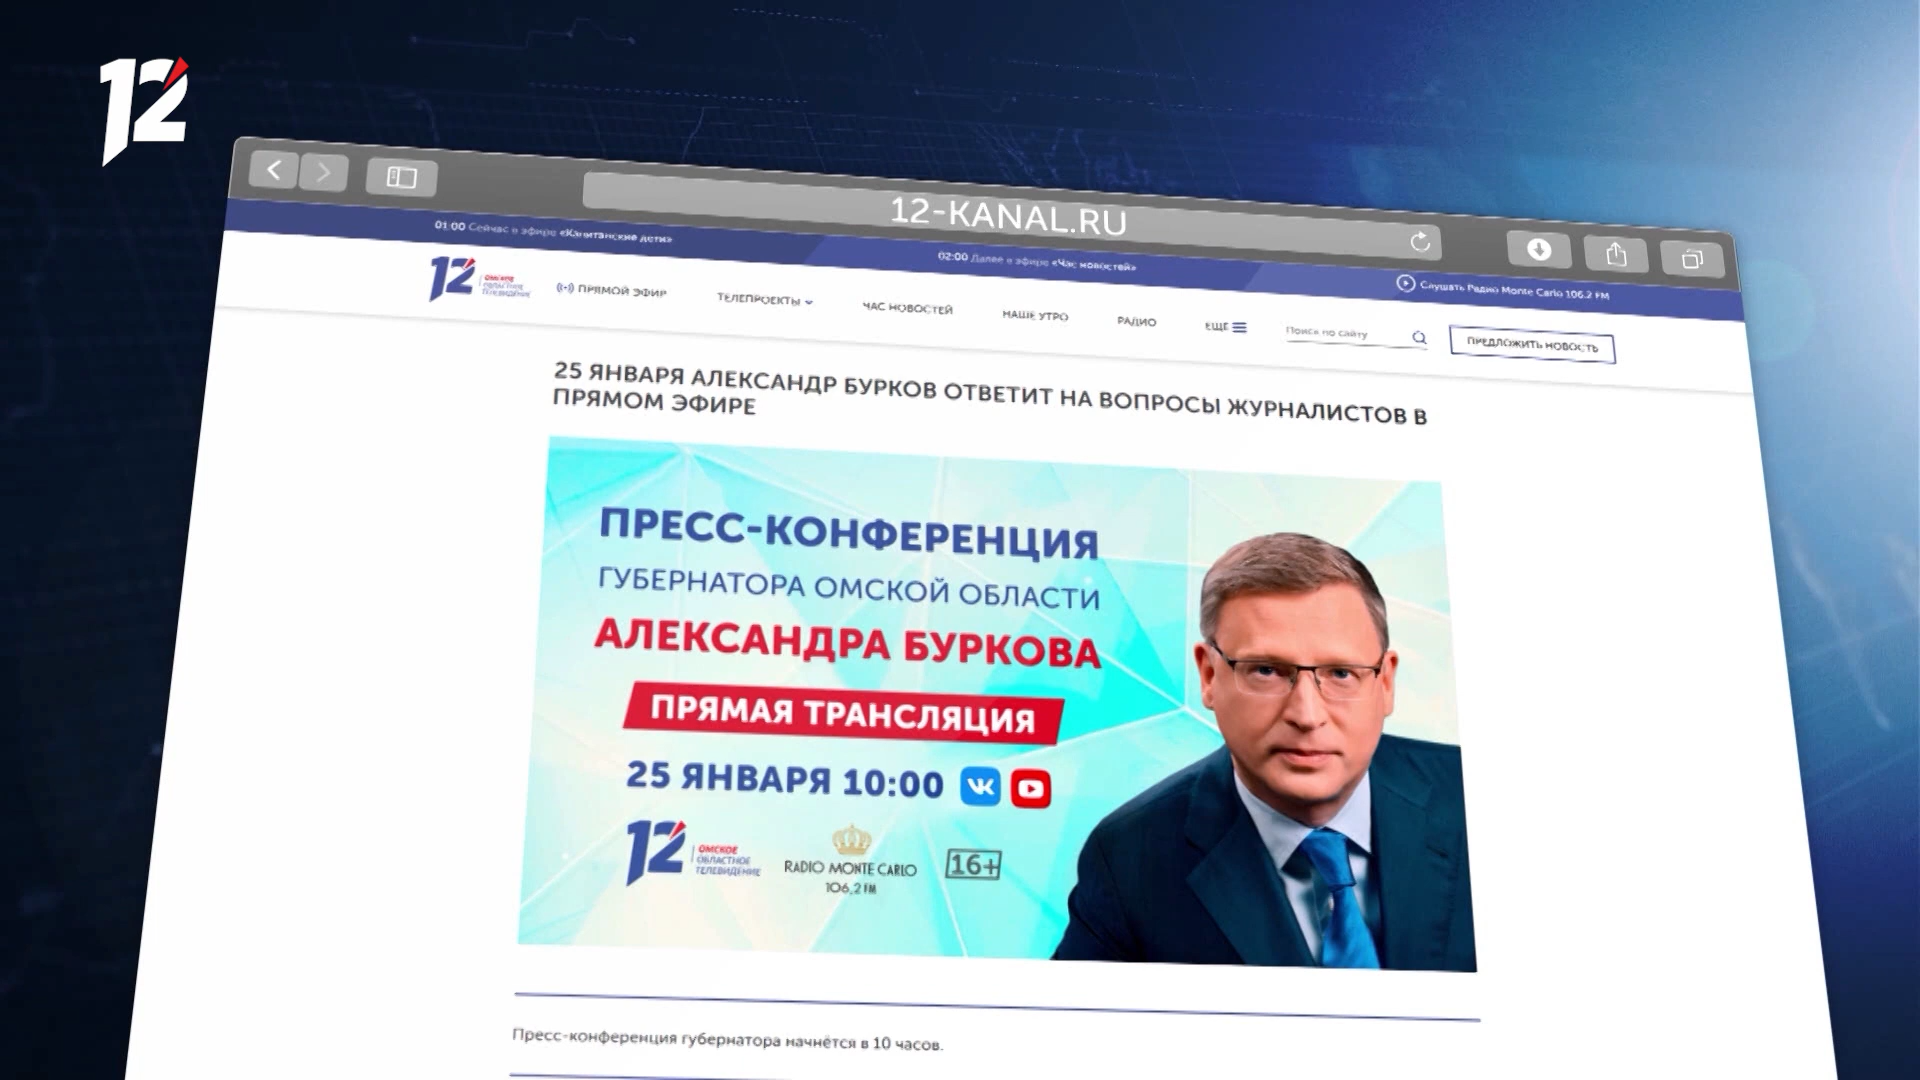 12
12-KANAL.RU
01:00 Сейчас в эфире «Капитанские дети»
02:00 Далее в эфире «Час новостей»
Слушать Радио Monte Carlo 106.2 FM
12 ОМСКОЕ
ОБЛАСТНОЕ
ТЕЛЕВИДЕНИЕ
ПРЯМОЙ ЭФИР
ТЕЛЕПРОЕКТЫ
ЧАС НОВОСТЕЙ
НАШЕ УТРО
РАДИО
ЕЩЕ
Поиск по сайту
ПРЕДЛОЖИТЬ НОВОСТЬ
25 ЯНВАРЯ АЛЕКСАНДР БУРКОВ ОТВЕТИТ НА ВОПРОСЫ ЖУРНАЛИСТОВ В
ПРЯМОМ ЭФИРЕ
ПРЕСС-КОНФЕРЕНЦИЯ
ГУБЕРНАТОРА ОМСКОЙ ОБЛАСТИ
АЛЕКСАНДРА БУРКОВА
ПРЯМАЯ ТРАНСЛЯЦИЯ
25 ЯНВАРЯ 10:00
12 ОМСКОЕ
ОБЛАСТНОЕ
ТЕЛЕВИДЕНИЕ
RADIO MONTE CARLO
106,2 FM
16+
Пресс-конференция губернатора начнётся в 10 часов.